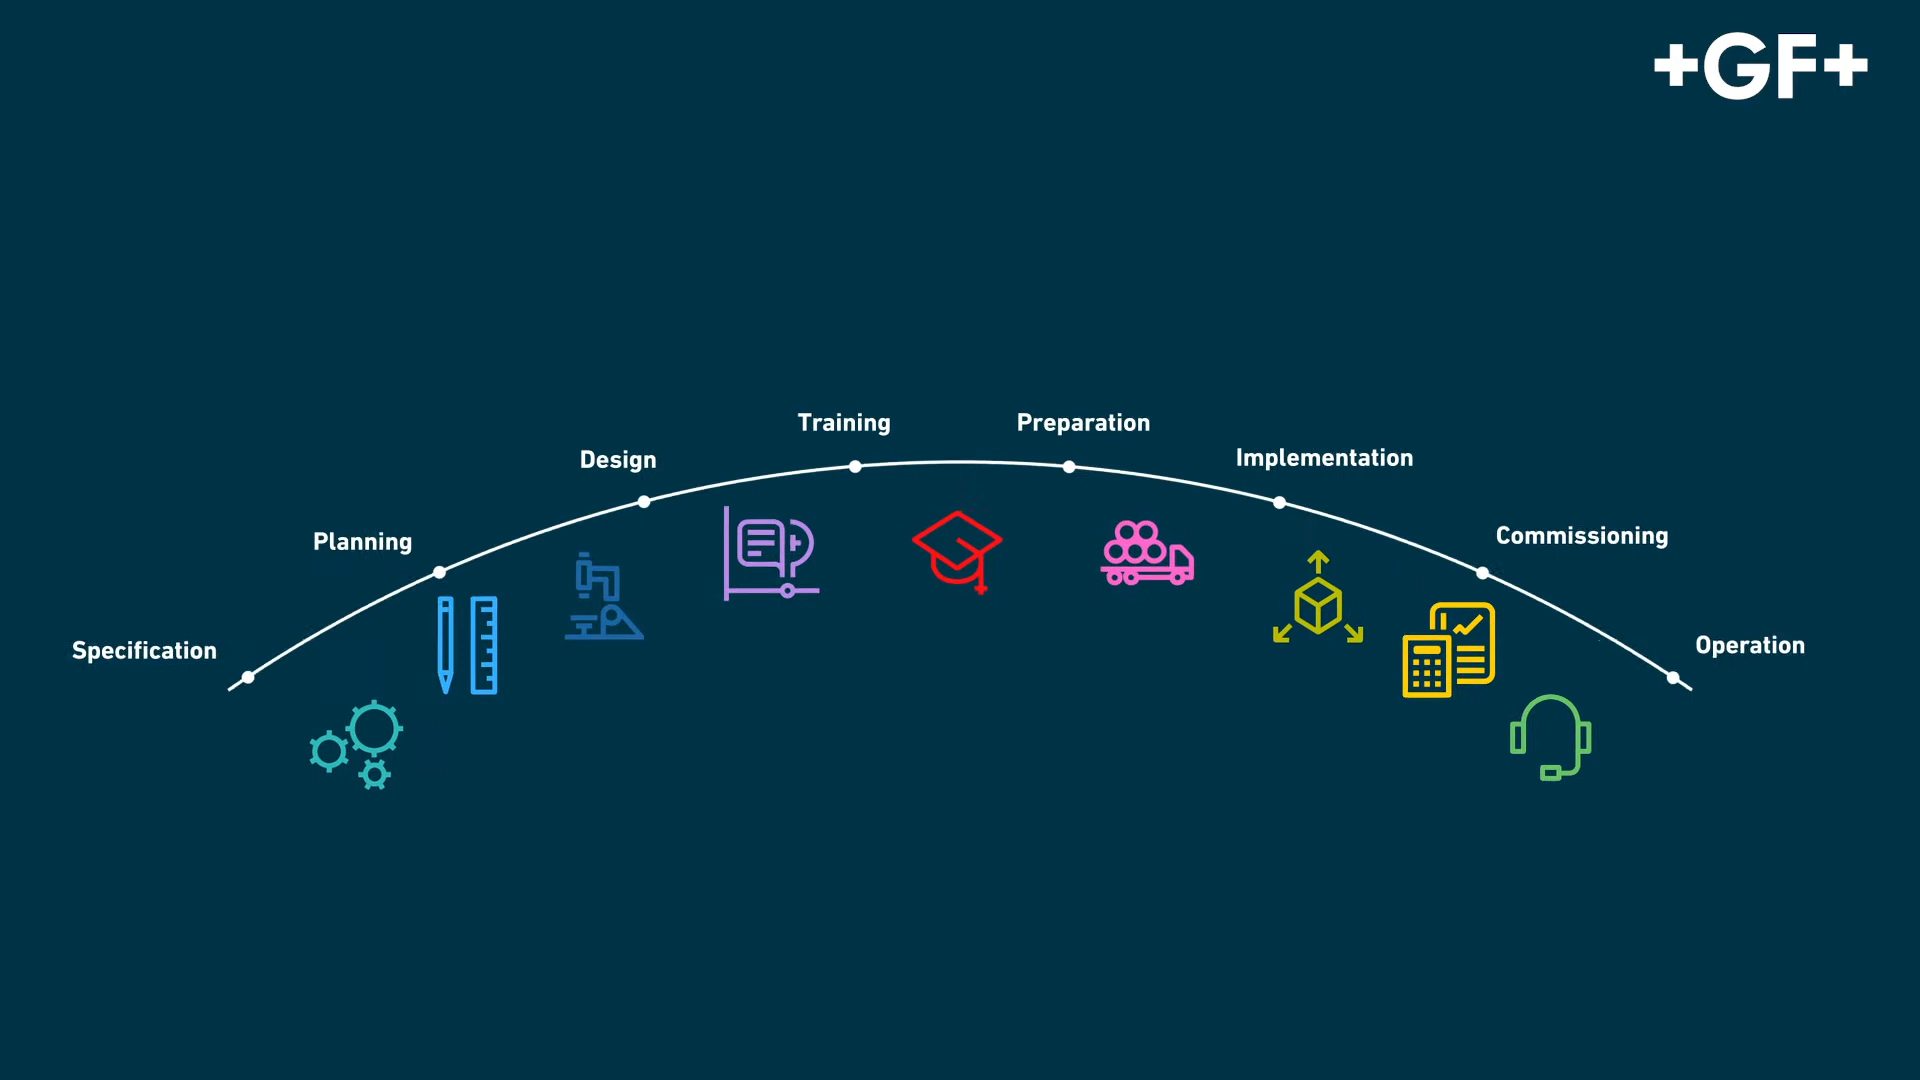 +GF+
Specification
Planning
Design
Training
Preparation
Implementation
Commissioning
Operation